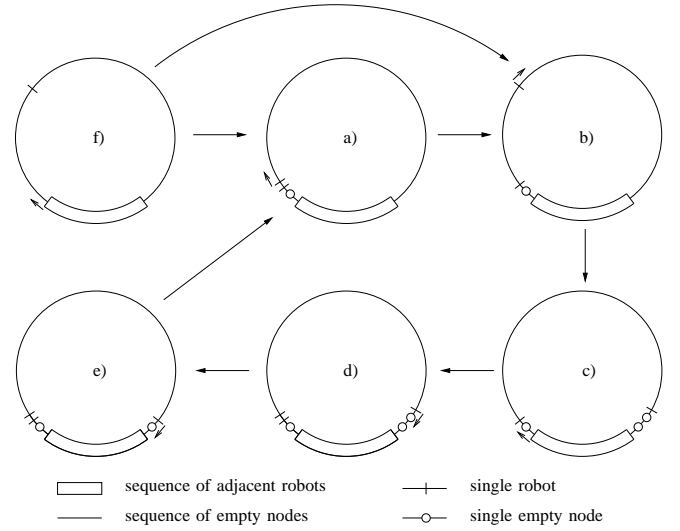 f)
a)
b)
e)
d)
c)
sequence of adjacent robots
single robot
sequence of empty nodes
single empty node